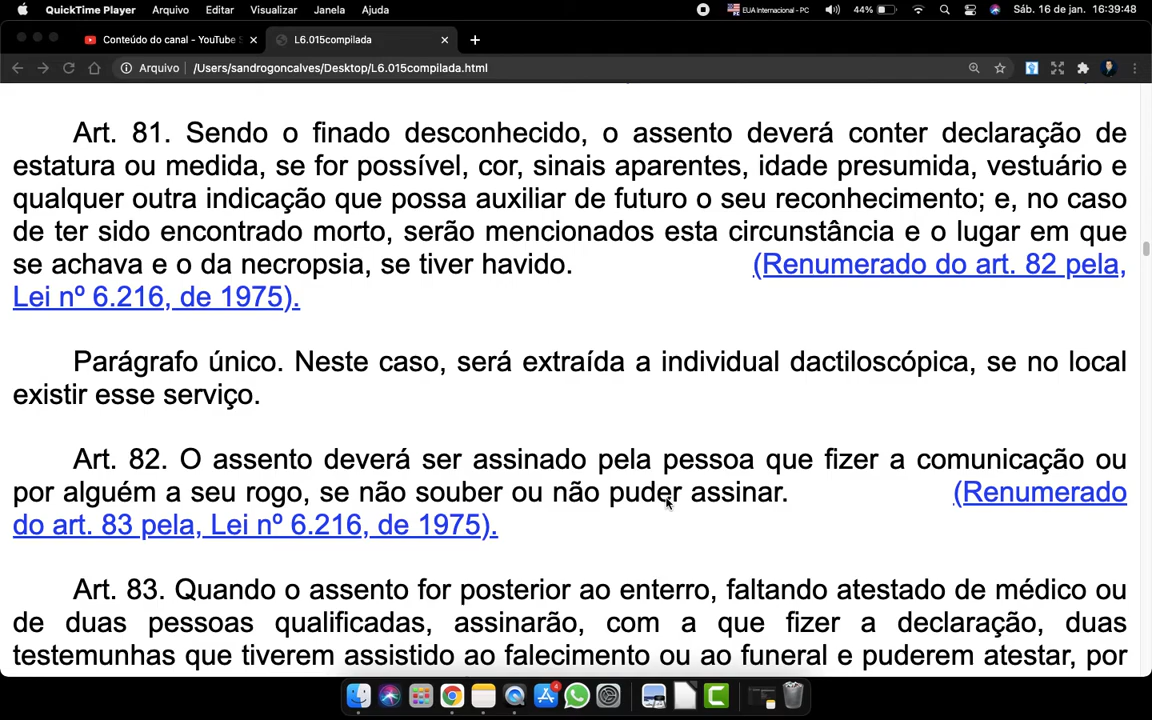 QuickTime Player Arquivo Editar Visualizar Janela Ajuda EUA Internacional - PC 44% Sáb. 16 de jan. 16:39:48
Conteúdo do canal - YouTube L6.015compilada
Arquivo /Users/sandrogoncalves/Desktop/L6.015compilada.html
Art. 81. Sendo o finado desconhecido, o assento deverá conter declaração de
estatura ou medida, se for possível, cor, sinais aparentes, idade presumida, vestuário e
qualquer outra indicação que possa auxiliar de futuro o seu reconhecimento; e, no caso
de ter sido encontrado morto, serão mencionados esta circunstância e o lugar em que
se achava e o da necropsia, se tiver havido. (Renumerado do art. 82 pela,
Lei nº 6.216, de 1975).
Parágrafo único. Neste caso, será extraída a individual dactiloscópica, se no local
existir esse serviço.
Art. 82. O assento deverá ser assinado pela pessoa que fizer a comunicação ou
por alguém a seu rogo, se não souber ou não puder assinar. (Renumerado
do art. 83 pela, Lei nº 6.216, de 1975).
Art. 83. Quando o assento for posterior ao enterro, faltando atestado de médico ou
de duas pessoas qualificadas, assinarão, com a que fizer a declaração, duas
testemunhas que tiverem assistido ao falecimento ou ao funeral e puderem atestar, por
4